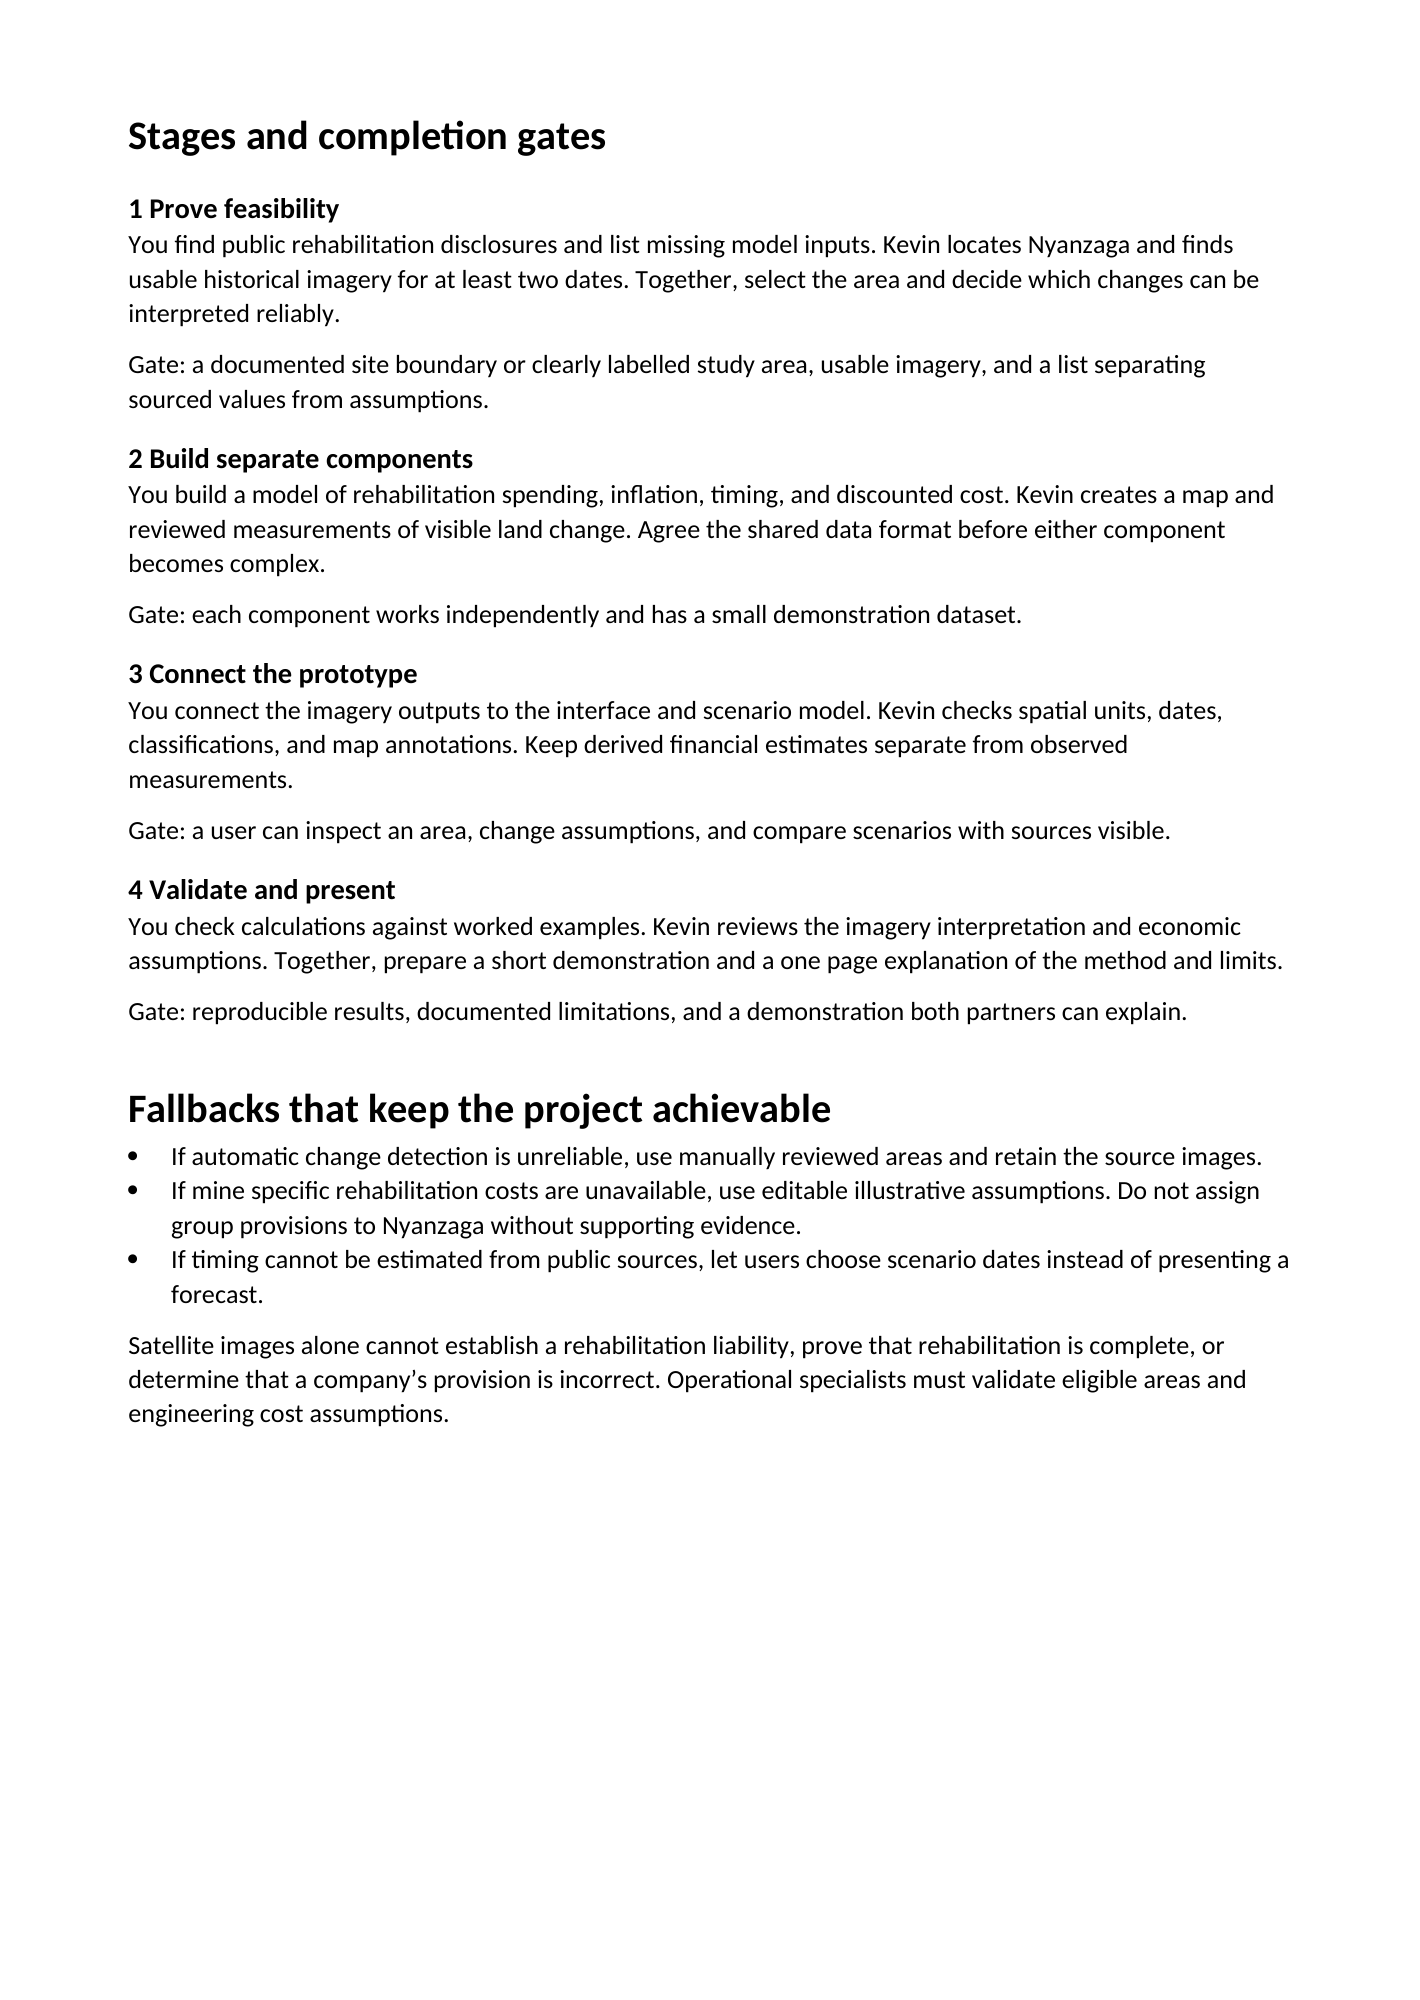 Stages and completion gates
1 Prove feasibility
You find public rehabilitation disclosures and list missing model inputs. Kevin locates Nyanzaga and finds
usable historical imagery for at least two dates. Together, select the area and decide which changes can be
interpreted reliably.
Gate: a documented site boundary or clearly labelled study area, usable imagery, and a list separating
sourced values from assumptions.
2 Build separate components
You build a model of rehabilitation spending, inflation, timing, and discounted cost. Kevin creates a map and
reviewed measurements of visible land change. Agree the shared data format before either component
becomes complex.
Gate: each component works independently and has a small demonstration dataset.
3 Connect the prototype
You connect the imagery outputs to the interface and scenario model. Kevin checks spatial units, dates,
classifications, and map annotations. Keep derived financial estimates separate from observed
measurements.
Gate: a user can inspect an area, change assumptions, and compare scenarios with sources visible.
4 Validate and present
You check calculations against worked examples. Kevin reviews the imagery interpretation and economic
assumptions. Together, prepare a short demonstration and a one page explanation of the method and limits.
Gate: reproducible results, documented limitations, and a demonstration both partners can explain.
Fallbacks that keep the project achievable
• If automatic change detection is unreliable, use manually reviewed areas and retain the source images.
• If mine specific rehabilitation costs are unavailable, use editable illustrative assumptions. Do not assign
group provisions to Nyanzaga without supporting evidence.
• If timing cannot be estimated from public sources, let users choose scenario dates instead of presenting a
forecast.
Satellite images alone cannot establish a rehabilitation liability, prove that rehabilitation is complete, or
determine that a company’s provision is incorrect. Operational specialists must validate eligible areas and
engineering cost assumptions.